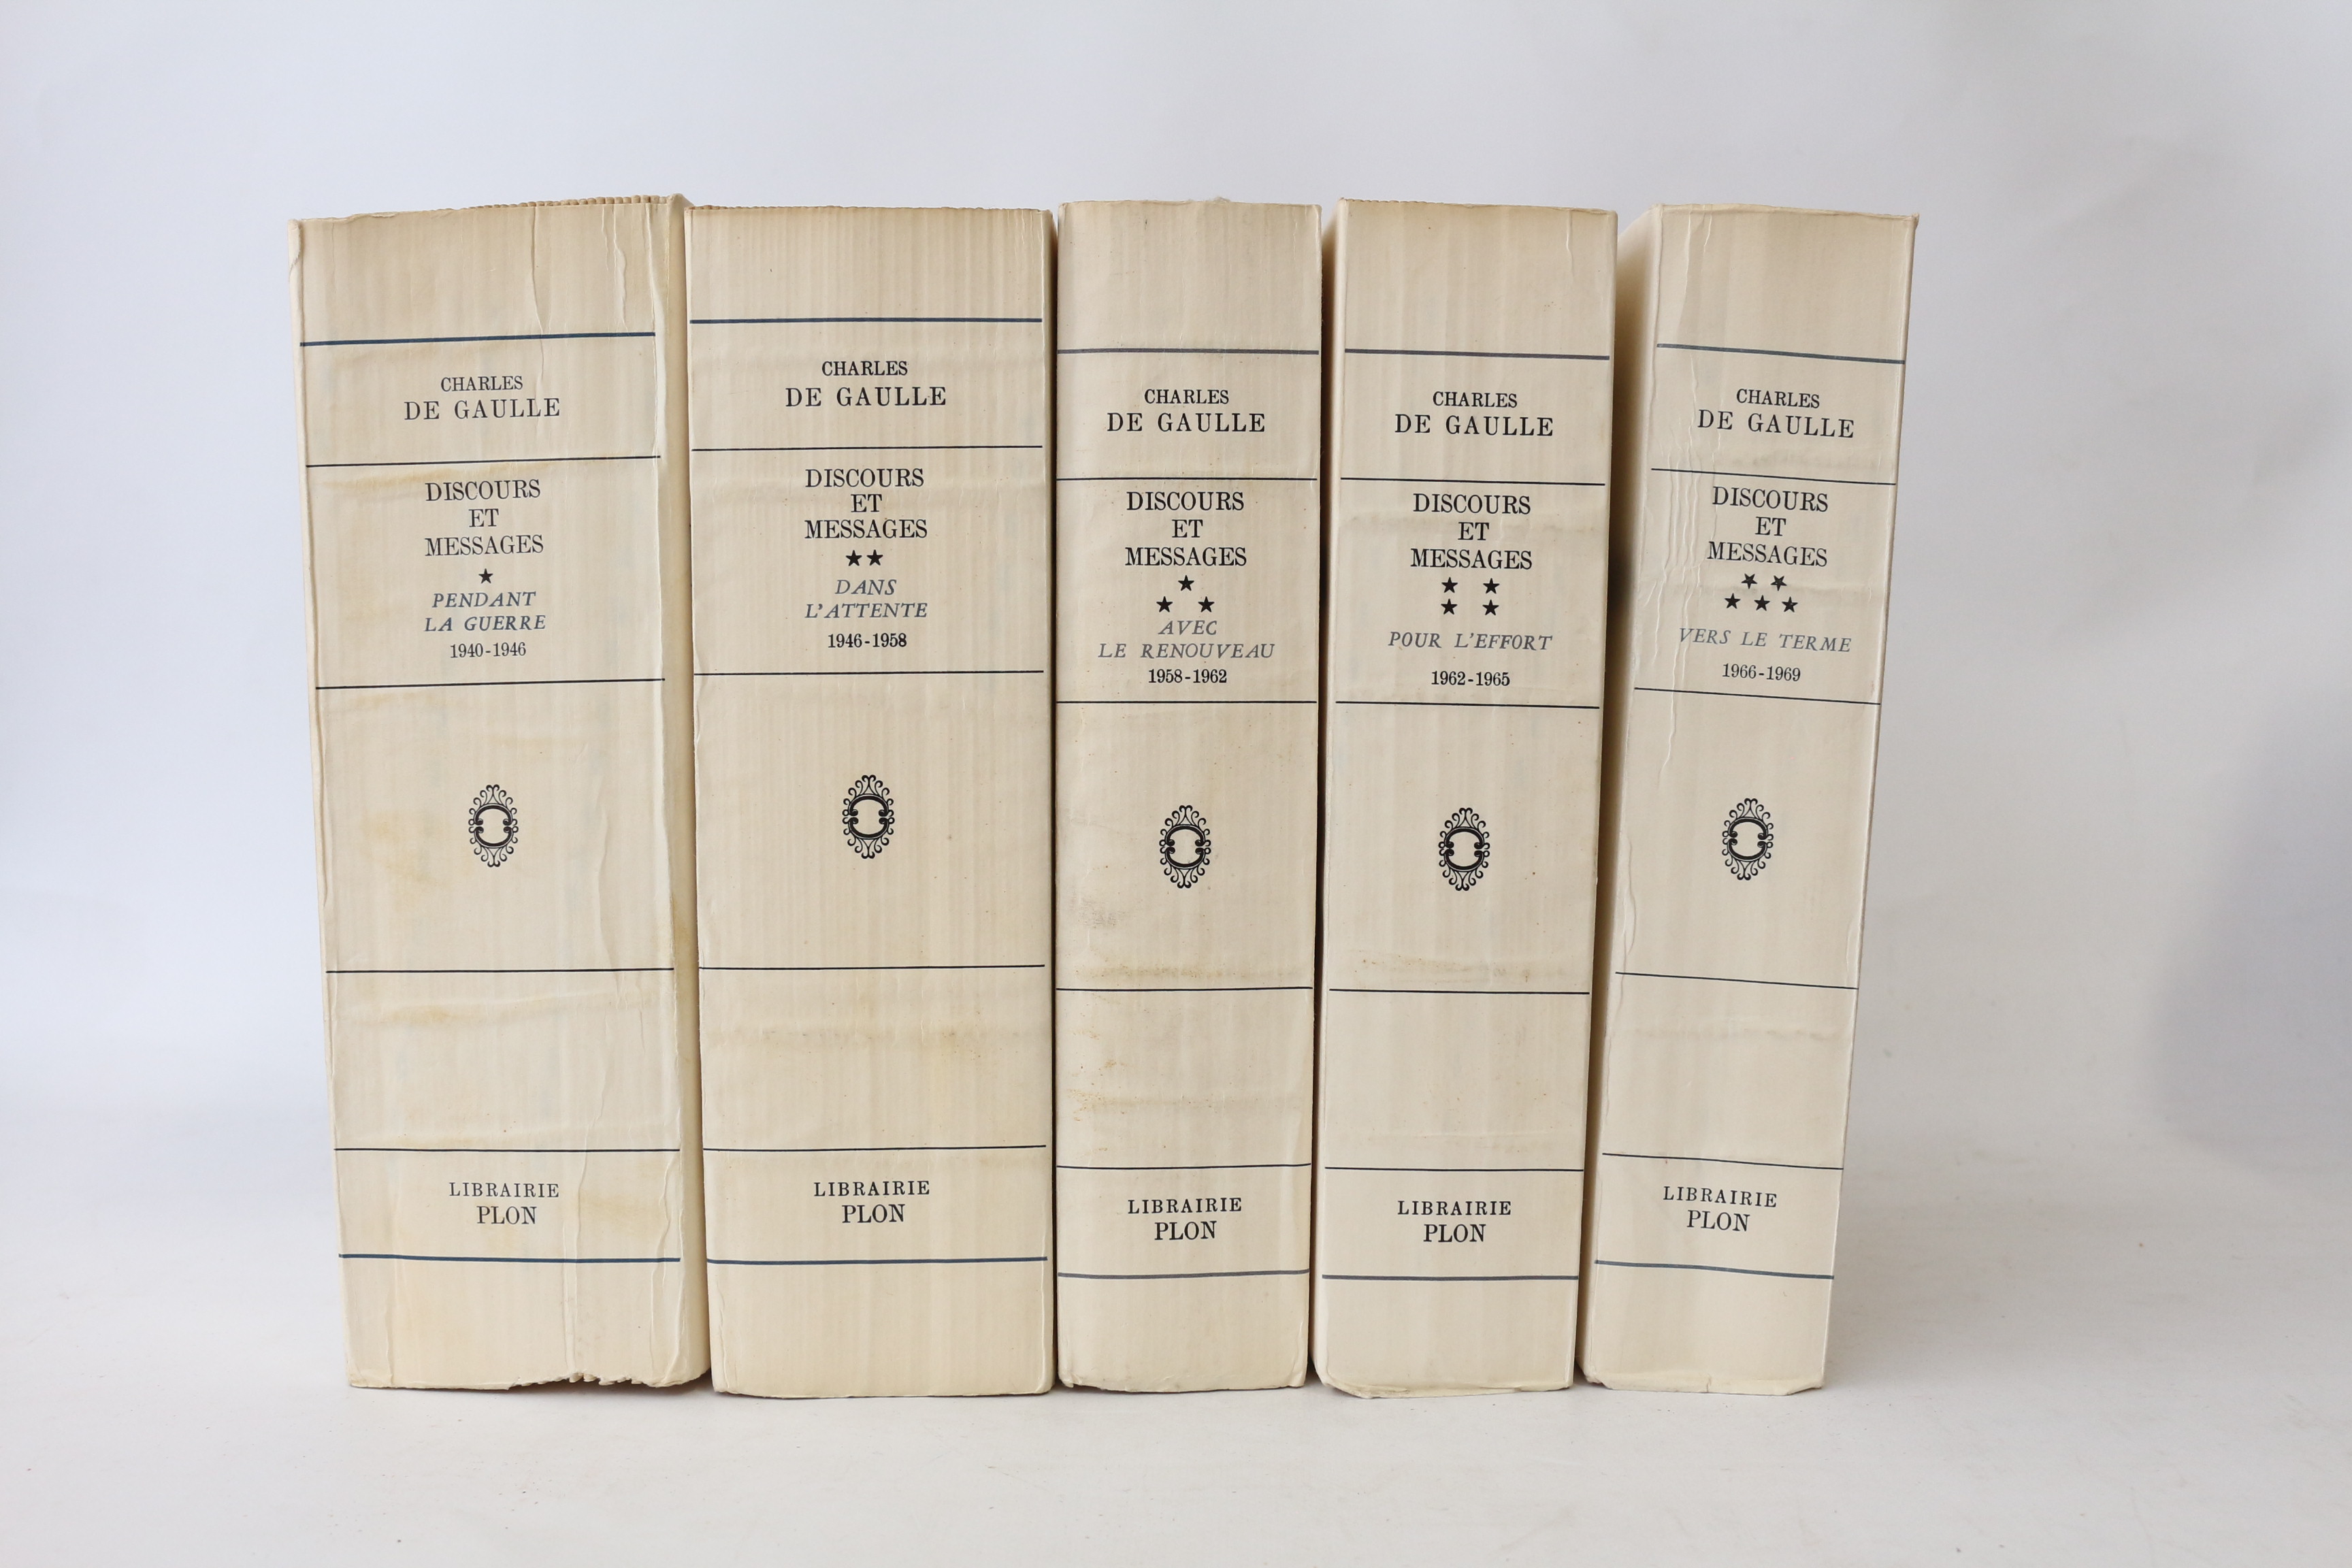 CHARLES
DE GAULLE
DISCOURS
ET
MESSAGES
★
PENDANT
LA GUERRE
1940-1946
LIBRAIRIE
PLON
CHARLES
DE GAULLE
DISCOURS
ET
MESSAGES
★★
DANS
L'ATTENTE
1946-1958
LIBRAIRIE
PLON
CHARLES
DE GAULLE
DISCOURS
ET
MESSAGES
★
★ ★
AVEC
LE RENOUVEAU
1958-1962
LIBRAIRIE
PLON
CHARLES
DE GAULLE
DISCOURS
ET
MESSAGES
★ ★
★ ★
POUR L'EFFORT
1962-1965
LIBRAIRIE
PLON
CHARLES
DE GAULLE
DISCOURS
ET
MESSAGES
★ ★
★ ★ ★
VERS LE TERME
1966-1969
LIBRAIRIE
PLON